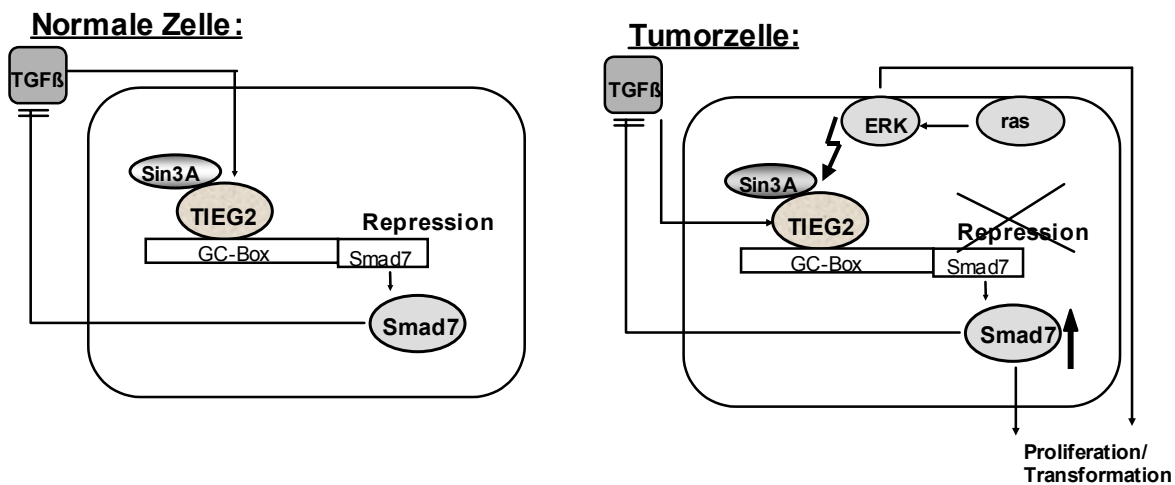 Normale Zelle:
TGFß
Sin3A
TIEG2
Repression
GC-Box
Smad7
Smad7
Tumorzelle:
TGFß
ERK
ras
Sin3A
TIEG2
Repression
GC-Box
Smad7
Smad7
Proliferation/
Transformation